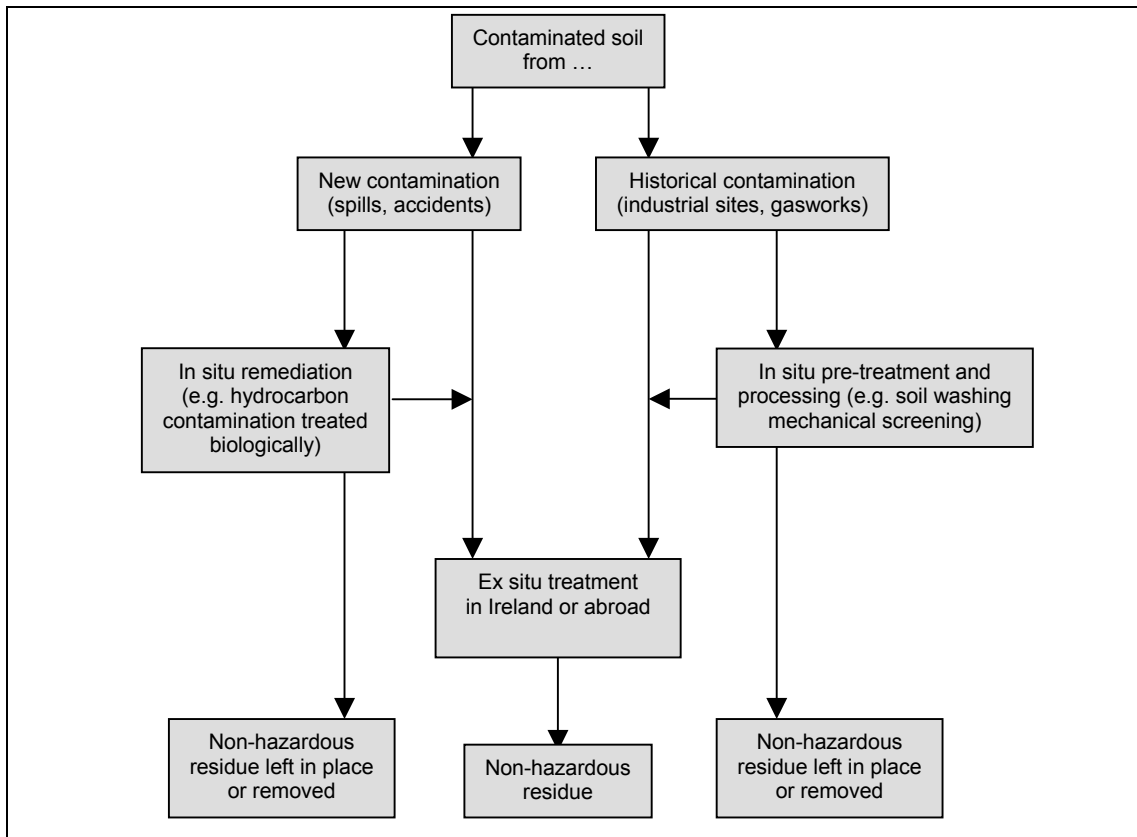 Contaminated soil
from …
New contamination
(spills, accidents)
Historical contamination
(industrial sites, gasworks)
In situ remediation
(e.g. hydrocarbon
contamination treated
biologically)
In situ pre-treatment and
processing (e.g. soil washing
mechanical screening)
Ex situ treatment
in Ireland or abroad
Non-hazardous
residue left in place
or removed
Non-hazardous
residue
Non-hazardous
residue left in place
or removed